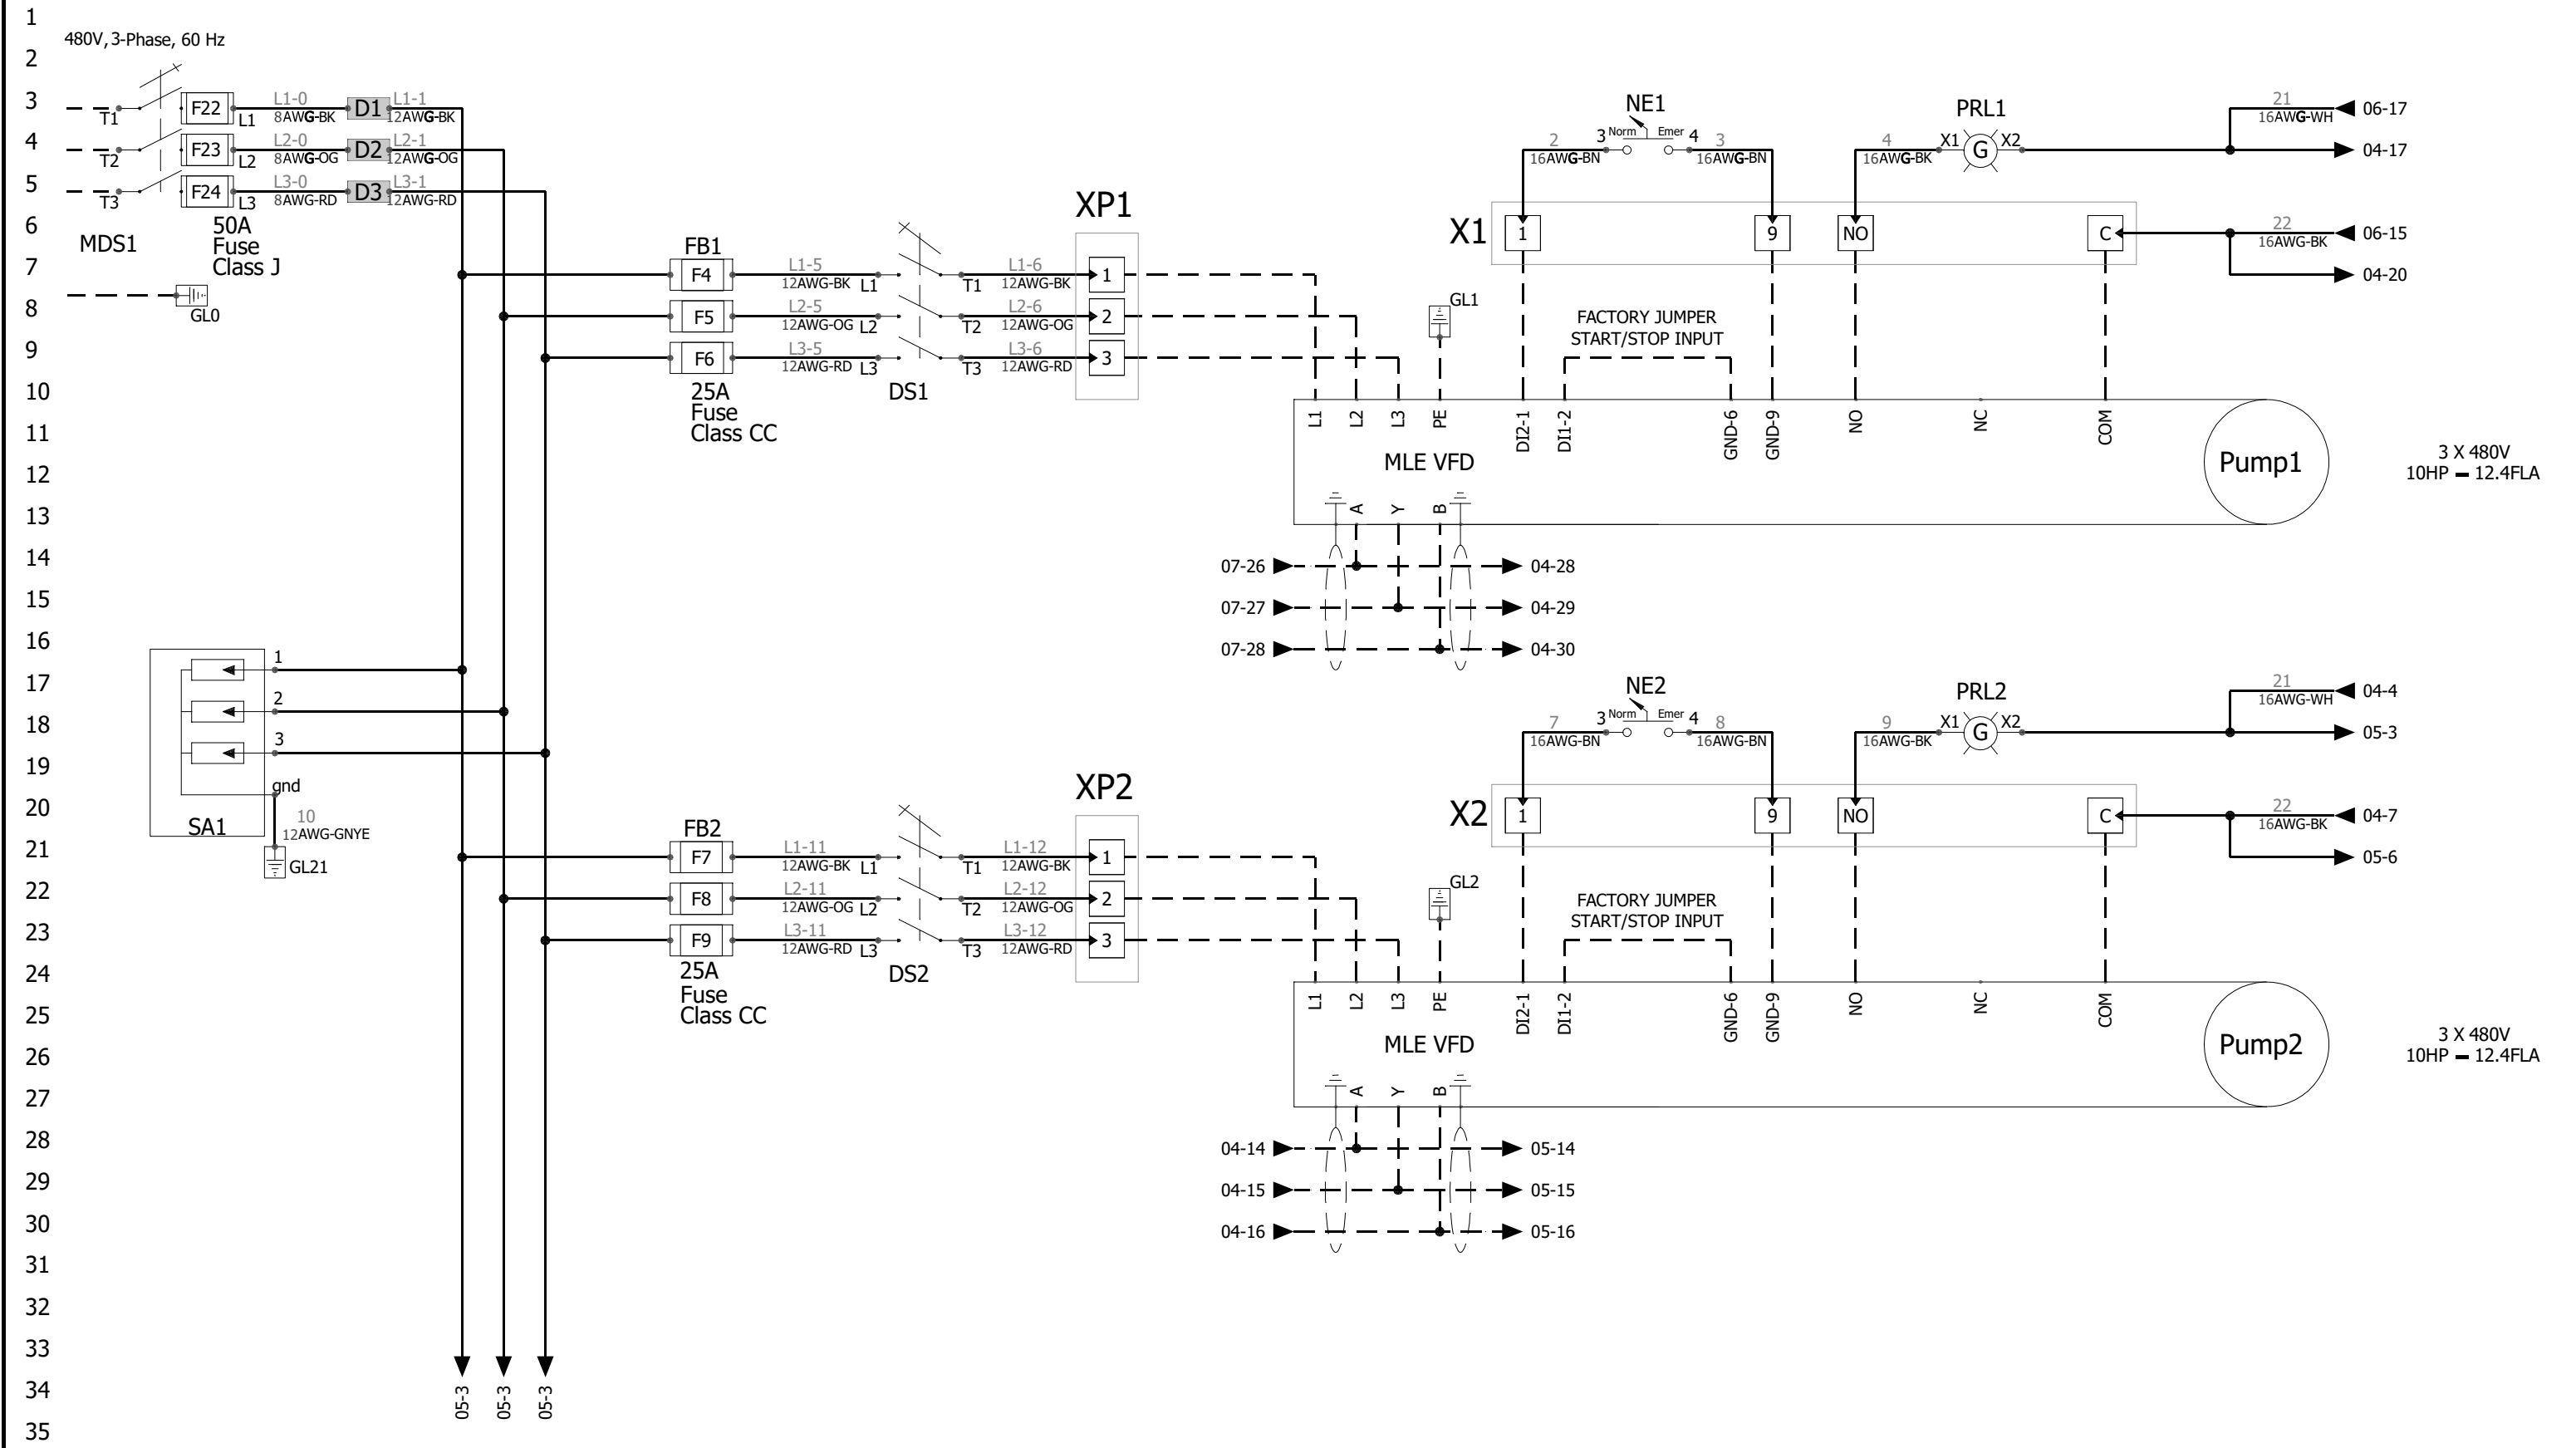 1
480V, 3-Phase, 60 Hz
2
3
T1
F22
L1
L1-0
8AWG-BK
D1
L1-1
12AWG-BK
4
T2
F23
L2
L2-0
8AWG-OG
D2
L2-1
12AWG-OG
5
T3
F24
L3
L3-0
8AWG-RD
D3
L3-1
12AWG-RD
6
MDS1
50A
Fuse
Class J
7
8
GL0
9
10
11
12
13
14
15
16
17
18
19
20
21
22
23
24
25
26
27
28
29
30
31
32
33
34
35
FB1
F4
L1-5
12AWG-BK
L1
T1
L1-6
12AWG-BK
F5
L2-5
12AWG-OG
L2
T2
L2-6
12AWG-OG
F6
L3-5
12AWG-RD
L3
T3
L3-6
12AWG-RD
25A
Fuse
Class CC
DS1
XP1
1
2
3
X1
1
9
NO
C
NE1
2
16AWG-BN
3
Norm
Emer
4
3
16AWG-BN
PRL1
4
16AWG-BK
X1
G
X2
21
16AWG-WH
06-17
04-17
22
16AWG-BK
06-15
04-20
GL1
FACTORY JUMPER
START/STOP INPUT
L1
L2
L3
PE
DI2-1
DI1-2
GND-6
GND-9
NO
NC
COM
MLE VFD
Pump1
3 X 480V
10HP - 12.4FLA
A
Y
B
07-26
04-28
07-27
04-29
07-28
04-30
1
2
3
gnd
SA1
10
12AWG-GNYE
GL21
FB2
F7
L1-11
12AWG-BK
L1
T1
L1-12
12AWG-BK
F8
L2-11
12AWG-OG
L2
T2
L2-12
12AWG-OG
F9
L3-11
12AWG-RD
L3
T3
L3-12
12AWG-RD
25A
Fuse
Class CC
DS2
XP2
1
2
3
X2
1
9
NO
C
NE2
7
16AWG-BN
3
Norm
Emer
4
8
16AWG-BN
PRL2
9
16AWG-BK
X1
G
X2
21
16AWG-WH
04-4
05-3
22
16AWG-BK
04-7
05-6
GL2
FACTORY JUMPER
START/STOP INPUT
L1
L2
L3
PE
DI2-1
DI1-2
GND-6
GND-9
NO
NC
COM
MLE VFD
Pump2
3 X 480V
10HP - 12.4FLA
A
Y
B
04-14
05-14
04-15
05-15
04-16
05-16
05-3
05-3
05-3